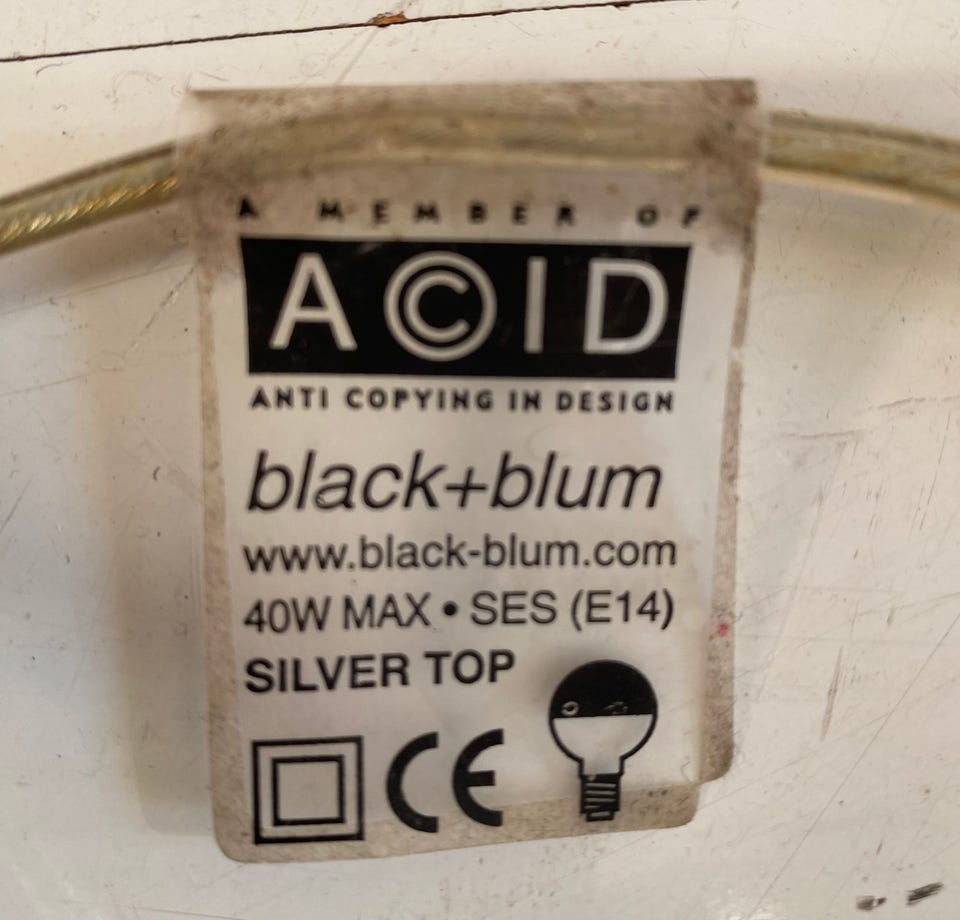 A MEMBER OF
A©ID
ANTI COPYING IN DESIGN
black+blum
www.black-blum.com
40W MAX • SES (E14)
SILVER TOP
CE